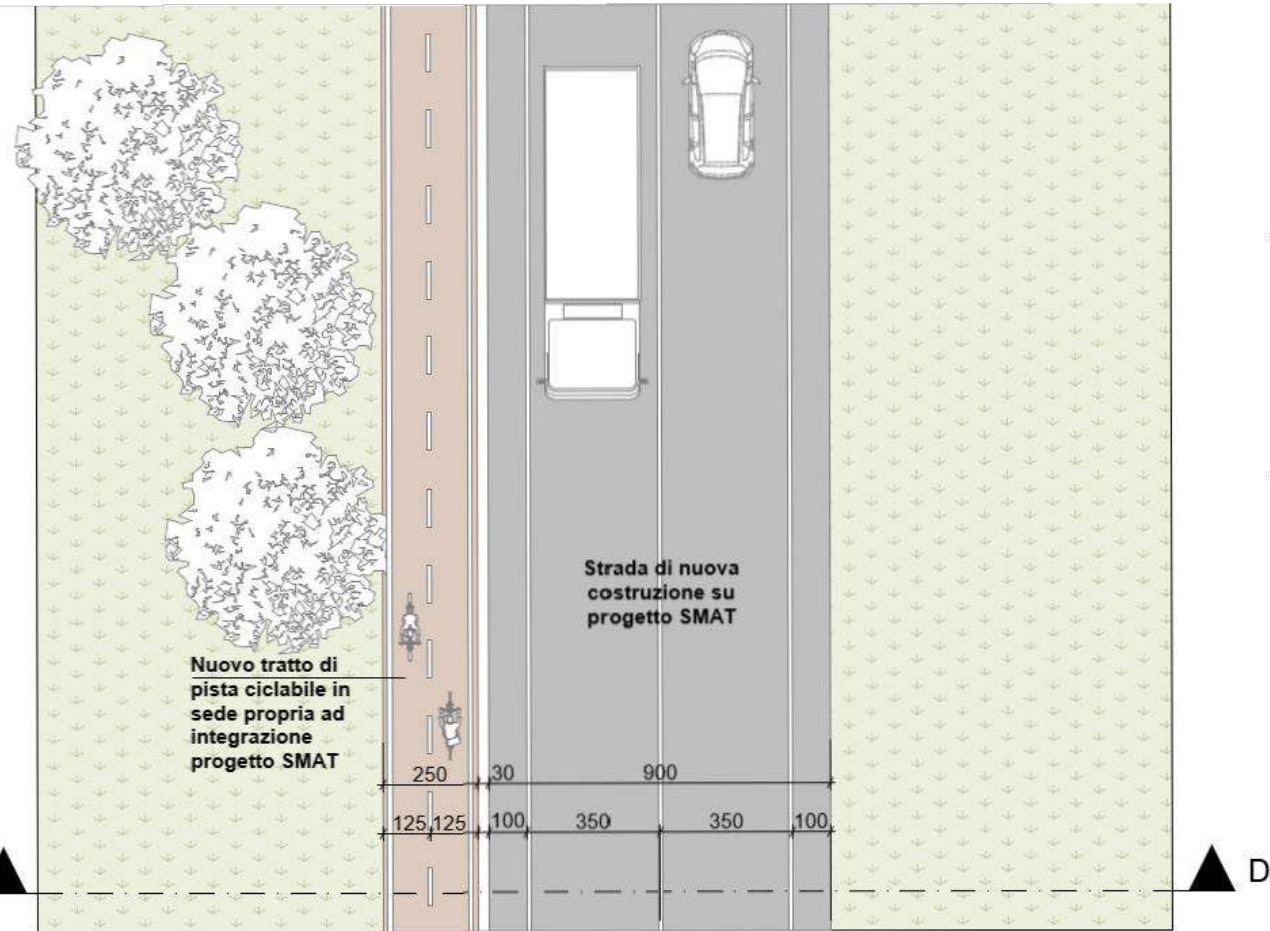 Strada di nuova
costruzione su
progetto SMAT
Nuovo tratto di
pista ciclabile in
sede propria ad
integrazione
progetto SMAT
250 30 900
125 125 100 350 350 100
D